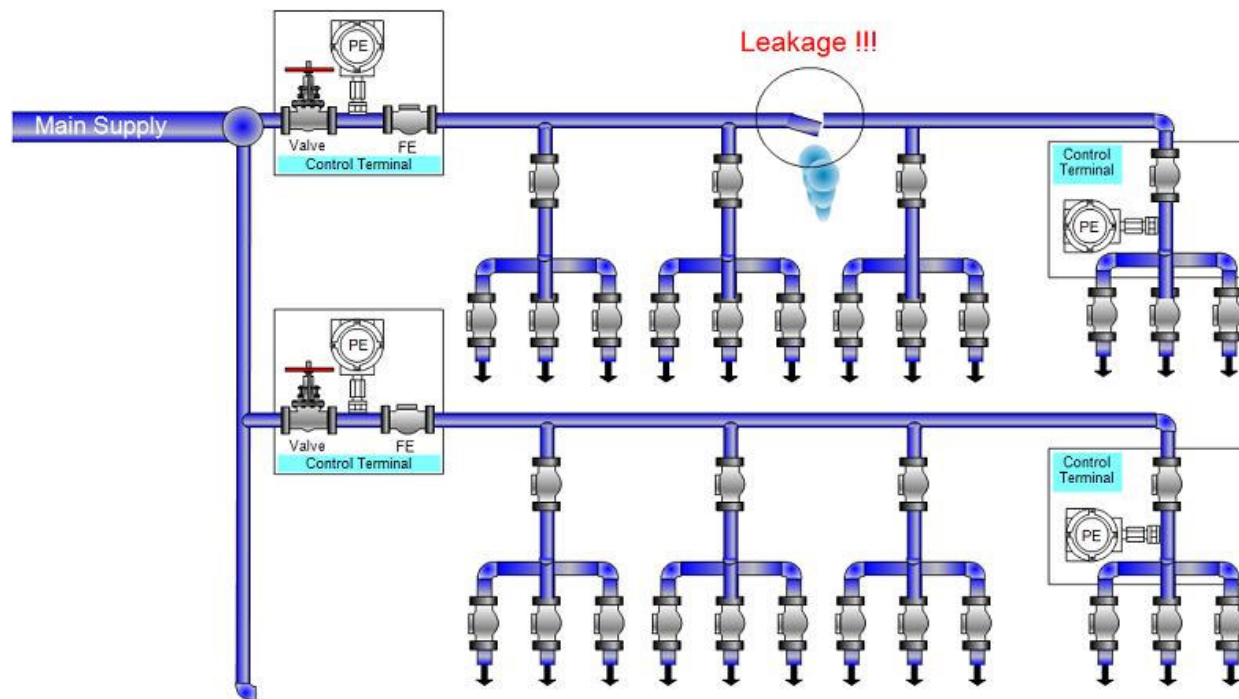 Leakage !!!
PE
Main Supply
Valve
FE
Control Terminal
Control
Terminal
PE
PE
Valve
FE
Control Terminal
Control
Terminal
PE